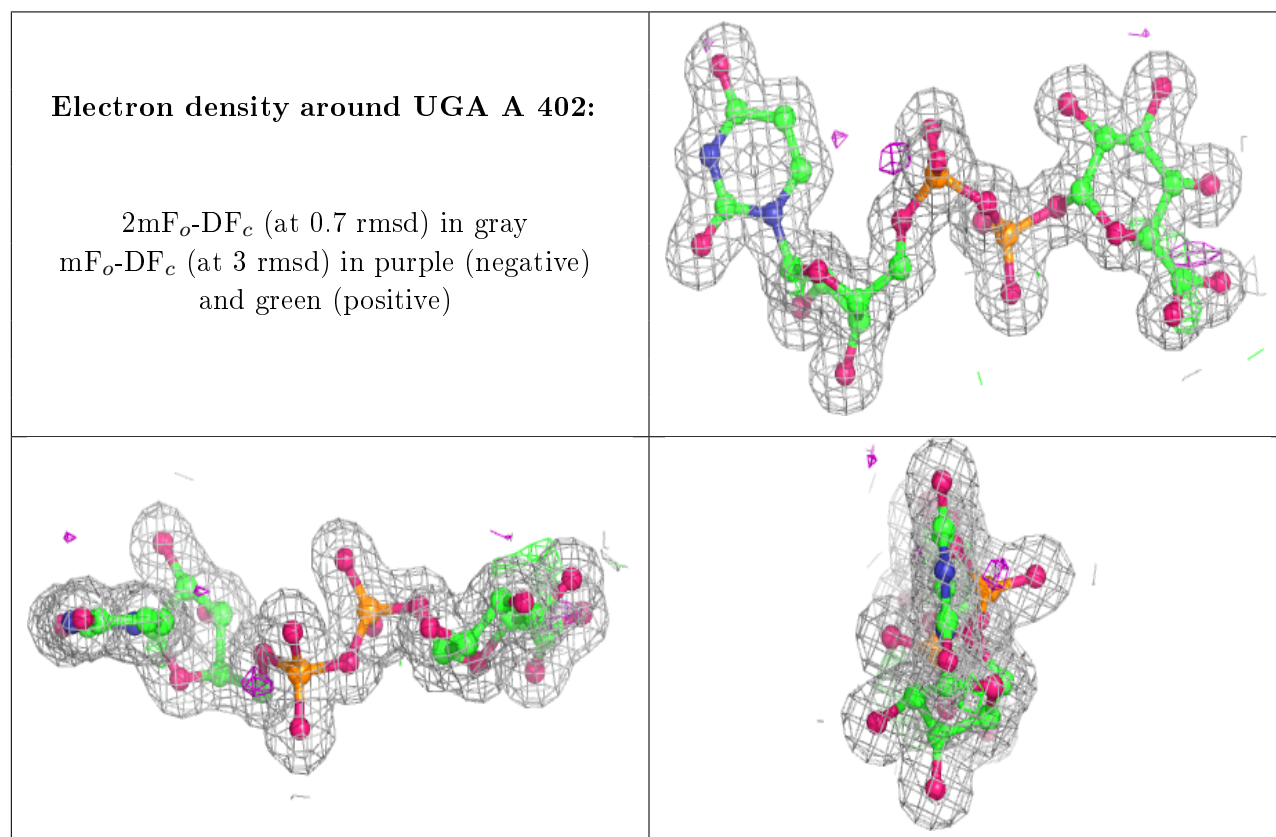 Electron density around UGA A 402:
2mFo-DFc (at 0.7 rmsd) in gray
mFo-DFc (at 3 rmsd) in purple (negative)
and green (positive)